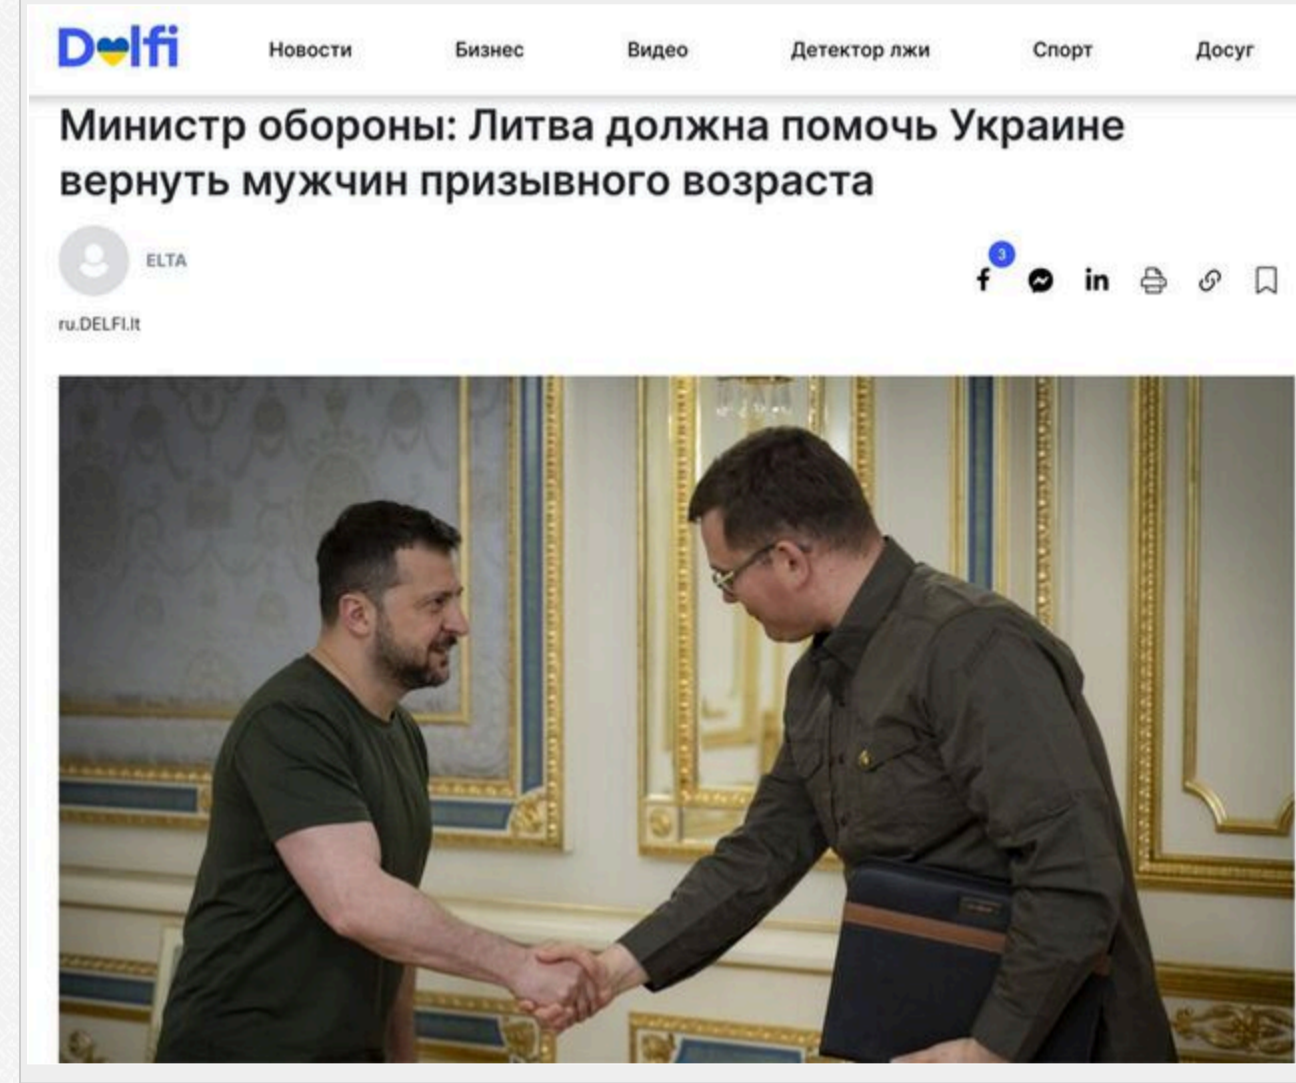 Delfi
Новости Бизнес Видео Детектор лжи Спорт Досуг
Министр обороны: Литва должна помочь Украине
вернуть мужчин призывного возраста
ELTA
3
ru.DELFI.lt